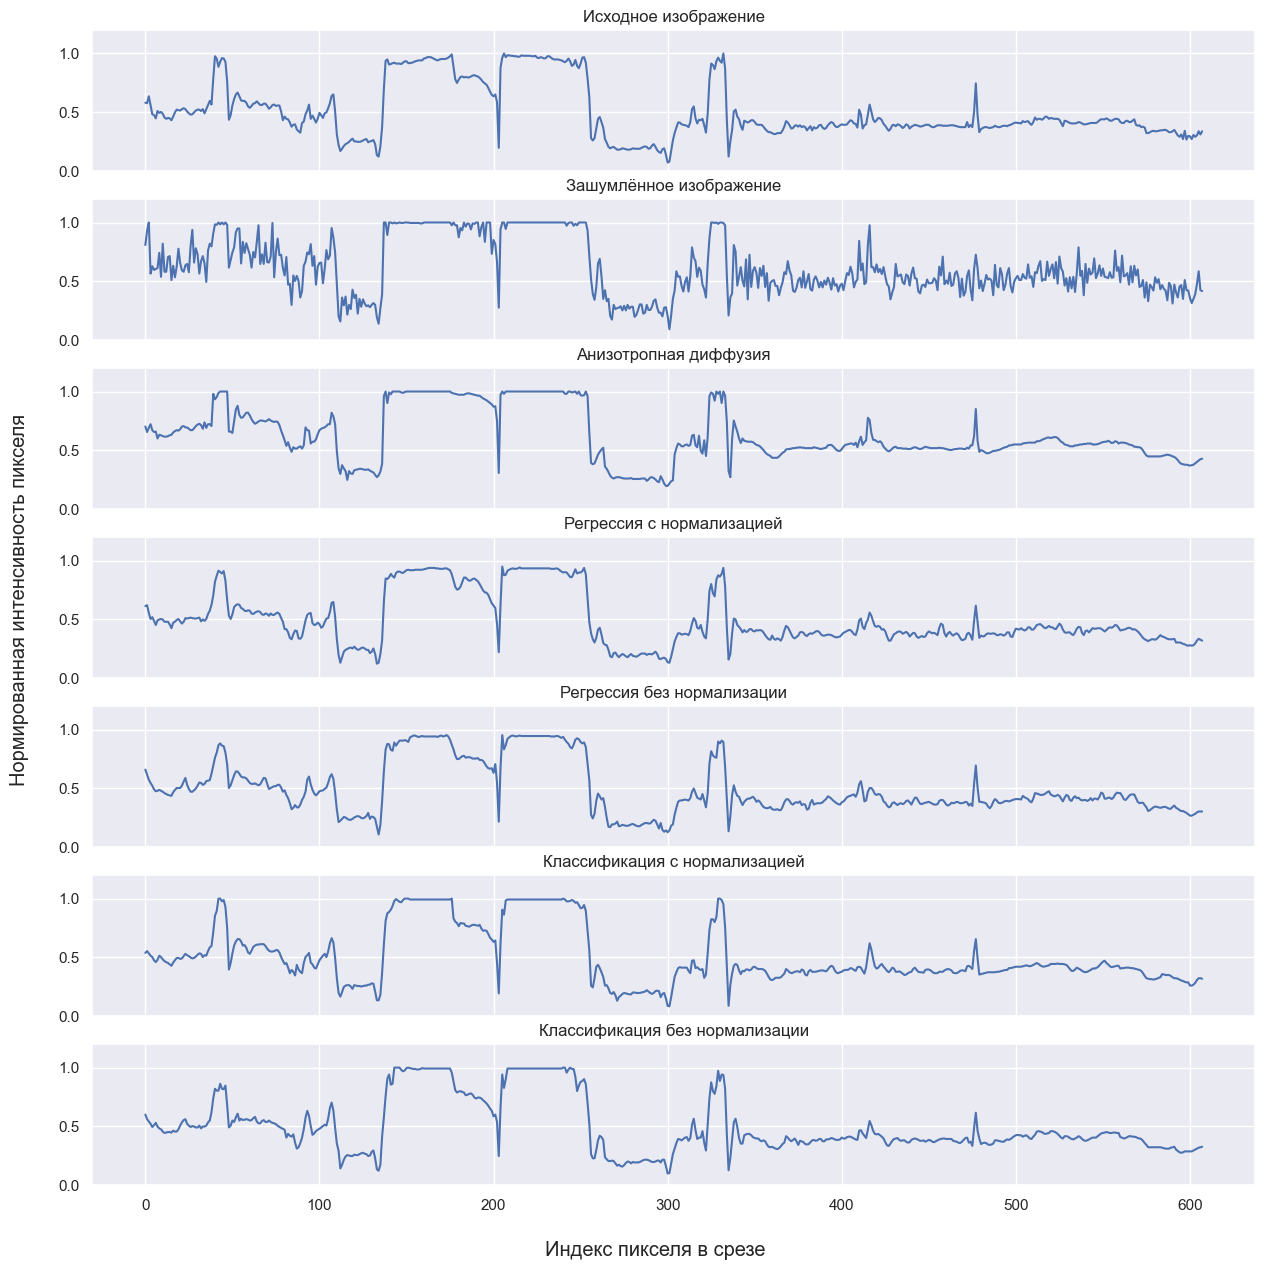 Исходное изображение
1.0
0.5
0.0
Зашумлённое изображение
1.0
0.5
0.0
Анизотропная диффузия
1.0
0.5
0.0
Регрессия с нормализацией
1.0
0.5
0.0
Регрессия без нормализации
1.0
0.5
0.0
Классификация с нормализацией
1.0
0.5
0.0
Классификация без нормализации
1.0
0.5
0.0
0 100 200 300 400 500 600
Индекс пикселя в срезе
Нормированная интенсивность пикселя